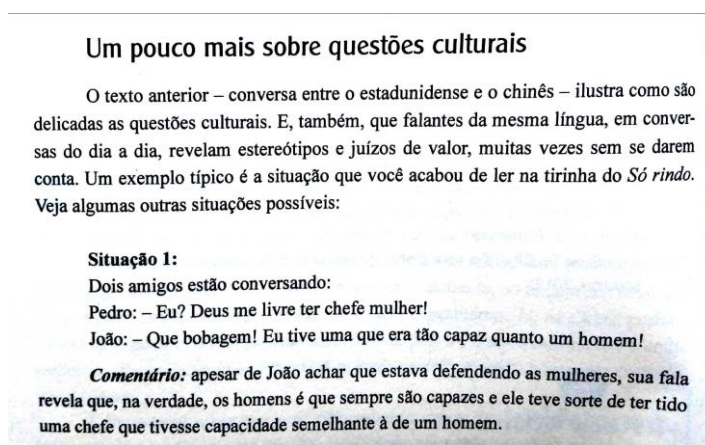 Um pouco mais sobre questões culturais
O texto anterior – conversa entre o estadunidense e o chinês – ilustra como são
delicadas as questões culturais. E, também, que falantes da mesma língua, em conver-
sas do dia a dia, revelam estereótipos e juízos de valor, muitas vezes sem se darem
conta. Um exemplo típico é a situação que você acabou de ler na tirinha do Só rindo.
Veja algumas outras situações possíveis:
Situação 1:
Dois amigos estão conversando:
Pedro: – Eu? Deus me livre ter chefe mulher!
João: – Que bobagem! Eu tive uma que era tão capaz quanto um homem!
Comentário: apesar de João achar que estava defendendo as mulheres, sua fala
revela que, na verdade, os homens é que sempre são capazes e ele teve sorte de ter tido
uma chefe que tivesse capacidade semelhante à de um homem.